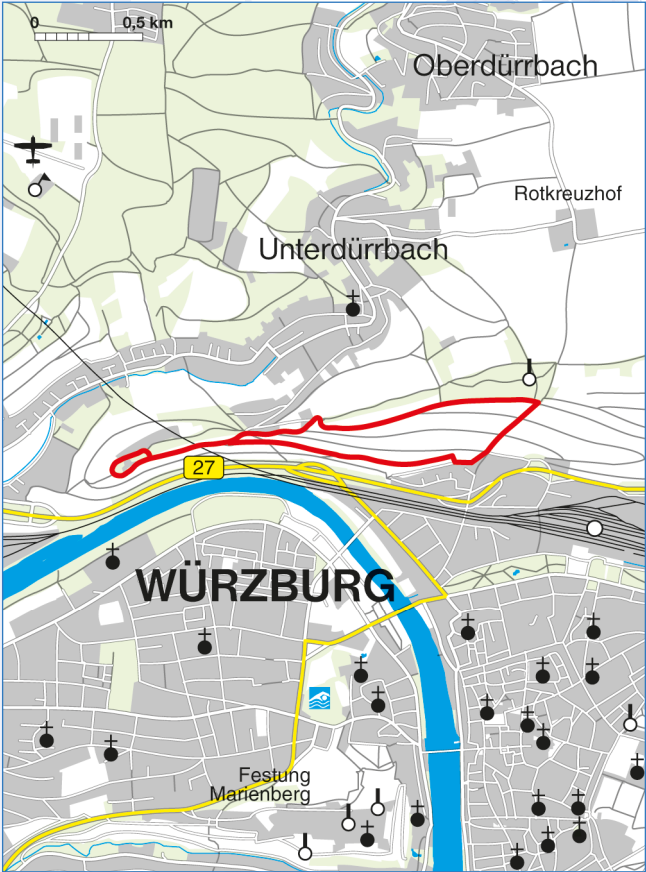 0 0,5 km
Oberdürrbach
Rotkreuzhof
Unterdürrbach
27
WÜRZBURG
Festung
Marienberg